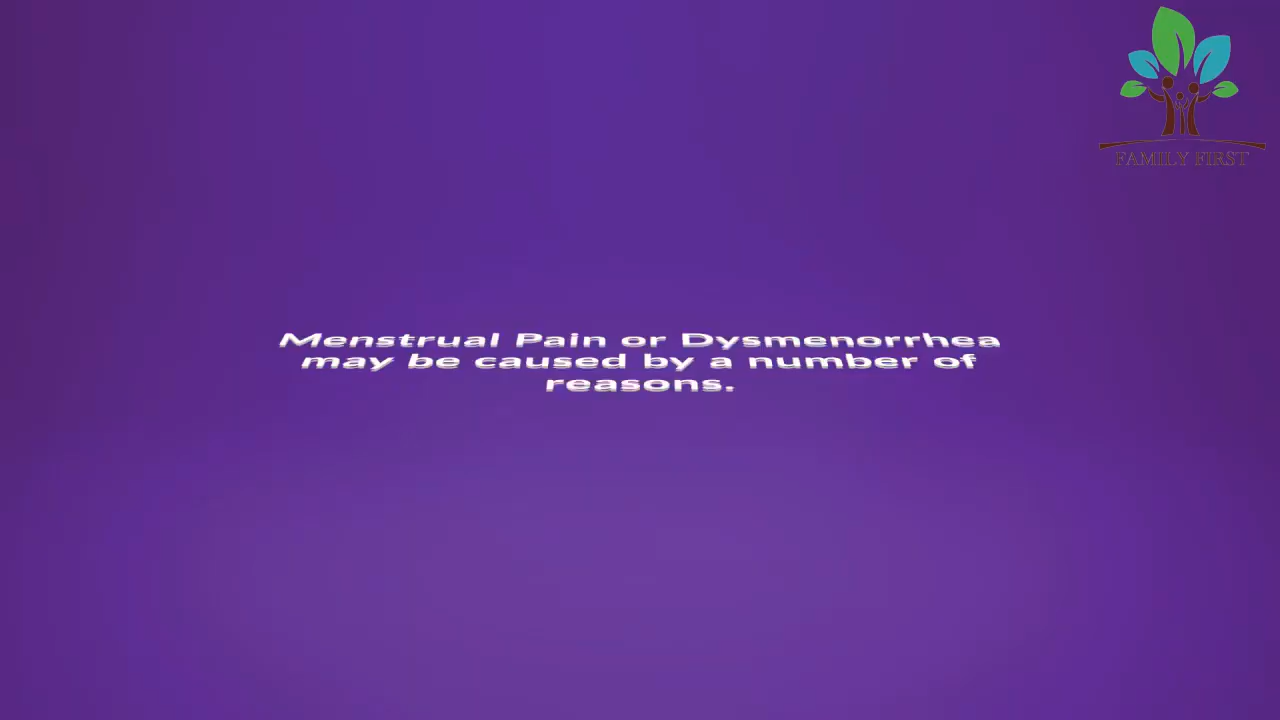 FAMILY FIRST
Menstrual Pain or Dysmenorrhea
may be caused by a number of
reasons.